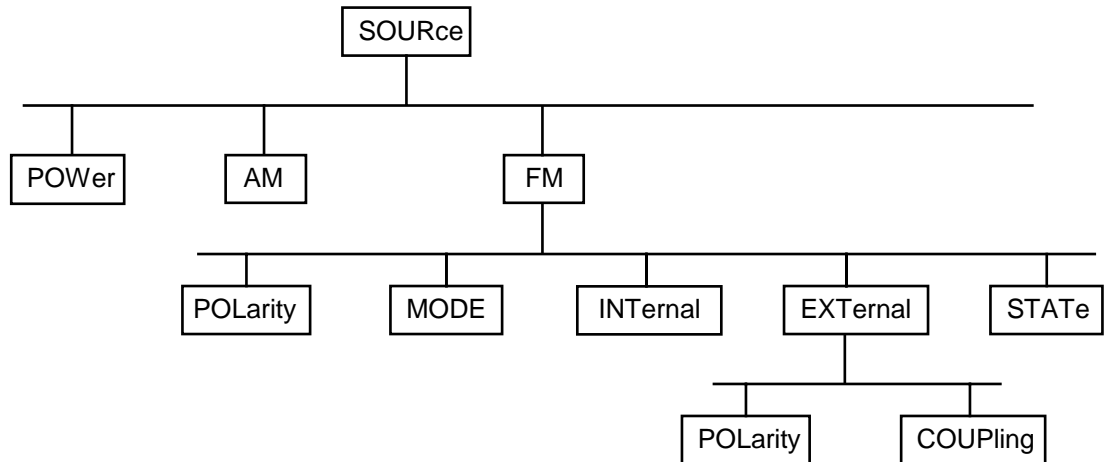 SOURce
POWer
AM
FM
POLarity
MODE
INTernal
EXTernal
STATe
POLarity
COUPling